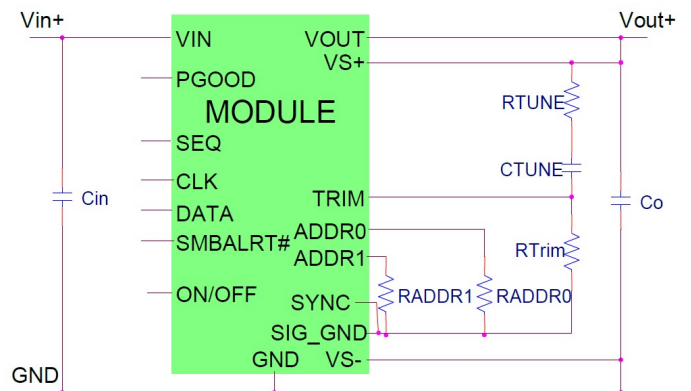 Vin+
Vout+
VIN
VOUT
VS+
PGOOD
RTUNE
MODULE
SEQ
CTUNE
CLK
Cin
TRIM
Co
DATA
ADDR0
SMBALRT#
RTrim
ADDR1
ON/OFF
RADDR1
RADDR0
SYNC
SIG_GND
GND
VS-
GND